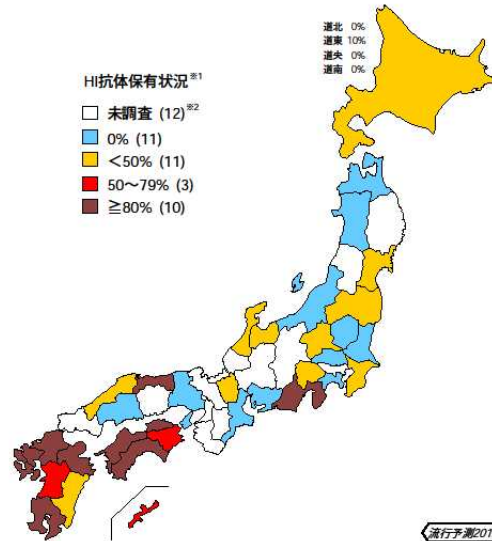 道北 0%
道東 10%
道央 0%
道南 0%
HI抗体保有状況※1
未調査 (12)※2
0% (11)
<50% (11)
50~79% (3)
≧80% (10)
流行予測201